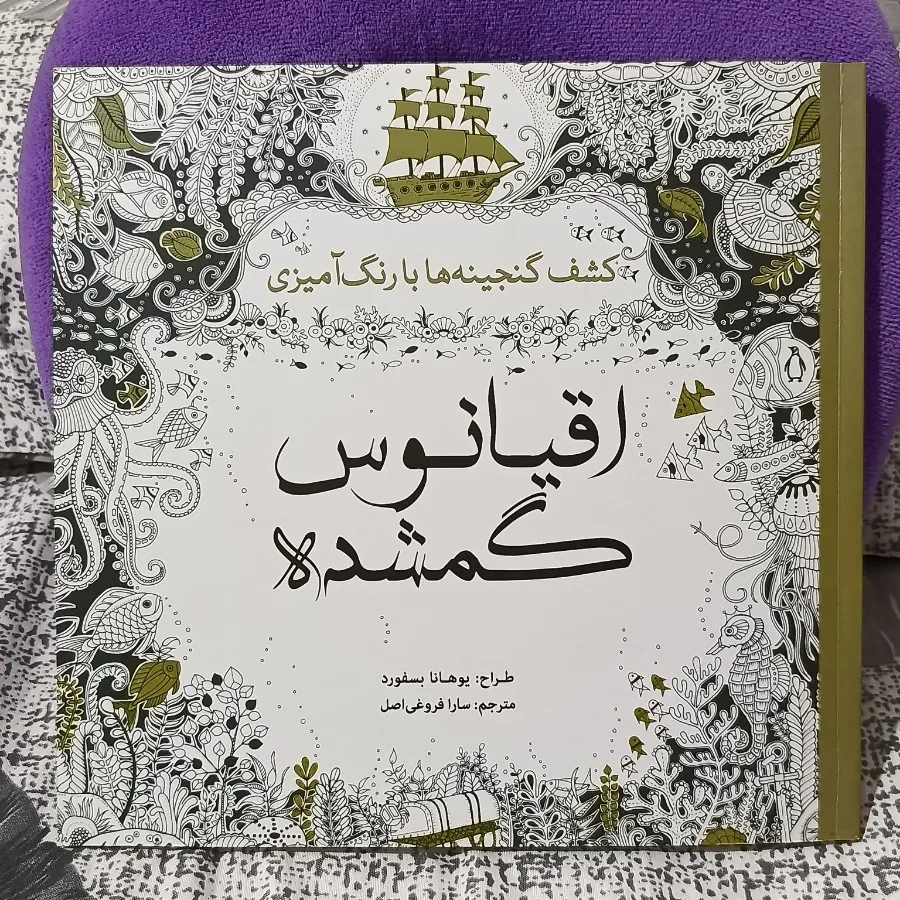 کشف گنجینه‌ها با رنگ‌آمیزی
اقیانوس
گمشده
طراح: یوهانا بسفورد
مترجم: سارا فروغی‌اصل